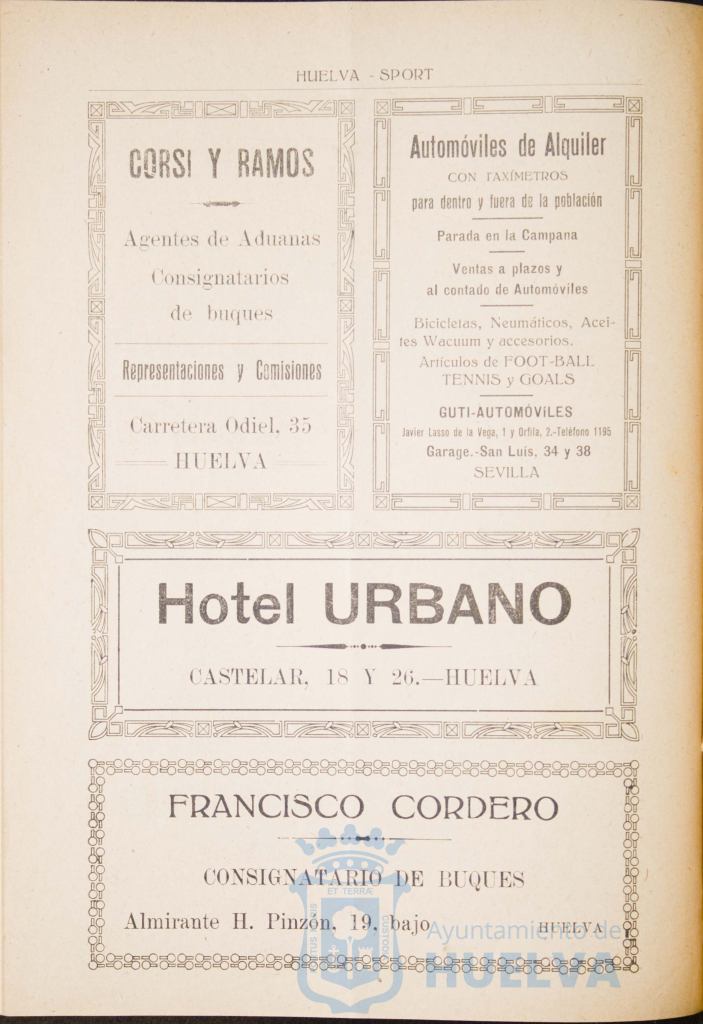 HUELVA - SPORT
CORSI Y RAMOS
Agentes de Aduanas
Consignatarios
de buques
Representaciones y Comisiones
Carretera Odiel, 35
HUELVA
Automóviles de Alquiler
CON TAXÍMETROS
para dentro y fuera de la población
Parada en la Campana
Ventas a plazos y
al contado de Automóviles
Bicicletas, Neumáticos, Acei-
tes Wacuum y accesorios.
Artículos de FOOT-BALL
TENNIS y GOALS
GUTI-AUTOMÓVILES
Javier Lasso de la Vega, 1 y Orfila, 2.-Teléfono 1195
Garage.-San Luís, 34 y 38
SEVILLA
Hotel URBANO
CASTELAR, 18 Y 26.—HUELVA
FRANCISCO CORDERO
CONSIGNATARIO DE BUQUES
Almirante H. Pinzón, 19, bajo
HUELVA
ET TERRÆ
CUSTODIA
Ayuntamiento de
HUELVA